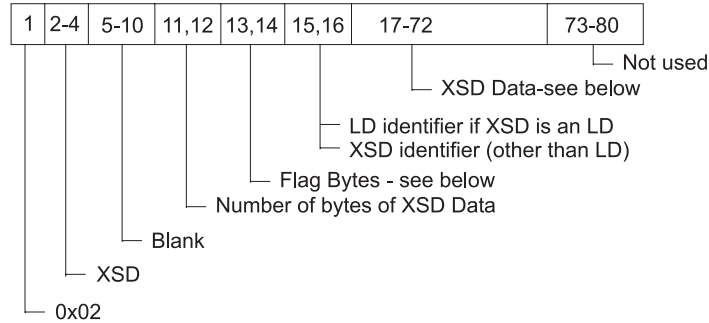 1 2-4 5-10 11,12 13,14 15,16 17-72 73-80
Not used
XSD Data-see below
LD identifier if XSD is an LD
XSD identifier (other than LD)
Flag Bytes - see below
Number of bytes of XSD Data
Blank
XSD
0x02